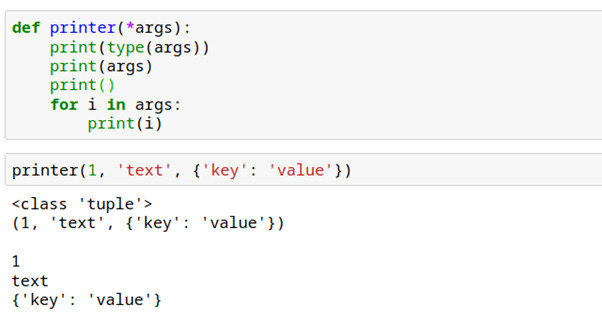 def printer(*args):
    print(type(args))
    print(args)
    print()
    for i in args:
        print(i)
printer(1, 'text', {'key': 'value'})
<class 'tuple'>
(1, 'text', {'key': 'value'})
1
text
{'key': 'value'}